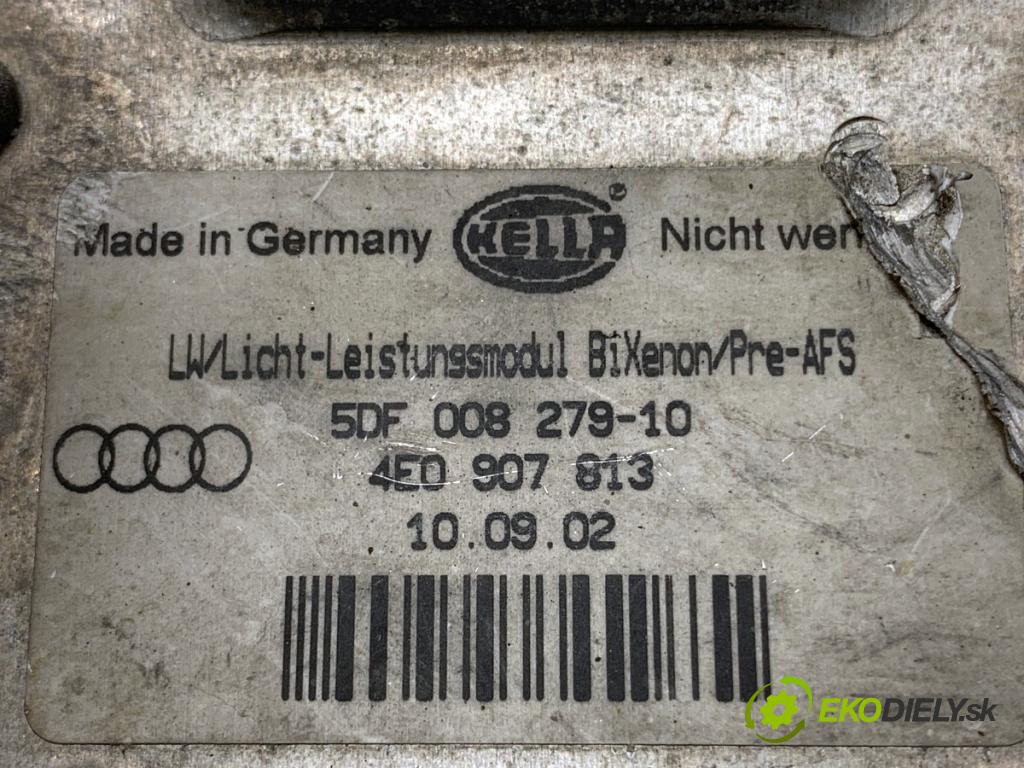 Made in Germany HELLA Nicht
LW/Licht-Leistungsmodul BiXenon/Pre-AFS
5DF 008 279-10
4E0 907 813
10.09.02
EKODIELY.sk